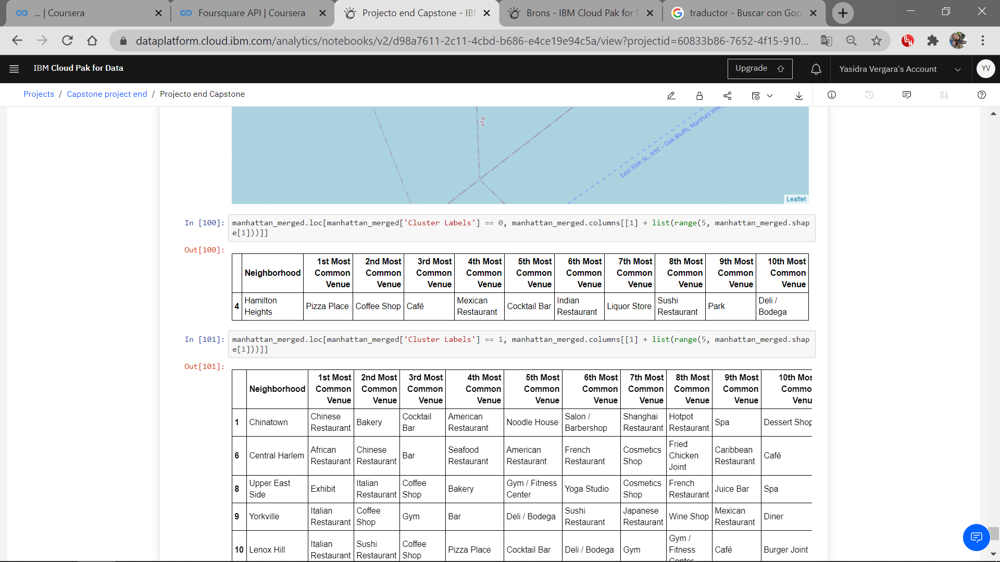 ... | Coursera
Foursquare API | Coursera
Projecto end Capstone - IBM
Brons - IBM Cloud Pak for D
traductor - Buscar con Goo
dataplatform.cloud.ibm.com/analytics/notebooks/v2/d98a7611-2c11-4cbd-b686-e4ce19e94c5a/view?projectid=60833b86-7652-4f15-910...
IBM Cloud Pak for Data
Upgrade
Yasidra Vergara's Account
YV
Projects / Capstone project end / Projecto end Capstone
Rye
East 35th St., NYC - Oak Bluffs, Martha's Viney
Leaflet
In [100]:
manhattan_merged.loc[manhattan_merged['Cluster Labels'] == 0, manhattan_merged.columns[[1] + list(range(5, manhattan_merged.shap
e[1]))]]
Out[100]:
Neighborhood 1st Most Common Venue 2nd Most Common Venue 3rd Most Common Venue 4th Most Common Venue 5th Most Common Venue 6th Most Common Venue 7th Most Common Venue 8th Most Common Venue 9th Most Common Venue 10th Most Common Venue
4 Hamilton Heights Pizza Place Coffee Shop Café Mexican Restaurant Cocktail Bar Indian Restaurant Liquor Store Sushi Restaurant Park Deli / Bodega
In [101]:
manhattan_merged.loc[manhattan_merged['Cluster Labels'] == 1, manhattan_merged.columns[[1] + list(range(5, manhattan_merged.shap
e[1]))]]
Out[101]:
Neighborhood 1st Most Common Venue 2nd Most Common Venue 3rd Most Common Venue 4th Most Common Venue 5th Most Common Venue 6th Most Common Venue 7th Most Common Venue 8th Most Common Venue 9th Most Common Venue 10th Mos Commo Venu
1 Chinatown Chinese Restaurant Bakery Cocktail Bar American Restaurant Noodle House Salon / Barbershop Shanghai Restaurant Hotpot Restaurant Spa Dessert Shop
6 Central Harlem African Restaurant Chinese Restaurant Bar Seafood Restaurant American Restaurant French Restaurant Cosmetics Shop Fried Chicken Joint Caribbean Restaurant Café
8 Upper East Side Exhibit Italian Restaurant Coffee Shop Bakery Gym / Fitness Center Yoga Studio Cosmetics Shop French Restaurant Juice Bar Spa
9 Yorkville Italian Restaurant Coffee Shop Gym Bar Deli / Bodega Sushi Restaurant Japanese Restaurant Wine Shop Mexican Restaurant Diner
10 Lenox Hill Italian Restaurant Sushi Restaurant Coffee Shop Pizza Place Cocktail Bar Deli / Bodega Gym Gym / Fitness Center Café Burger Joint